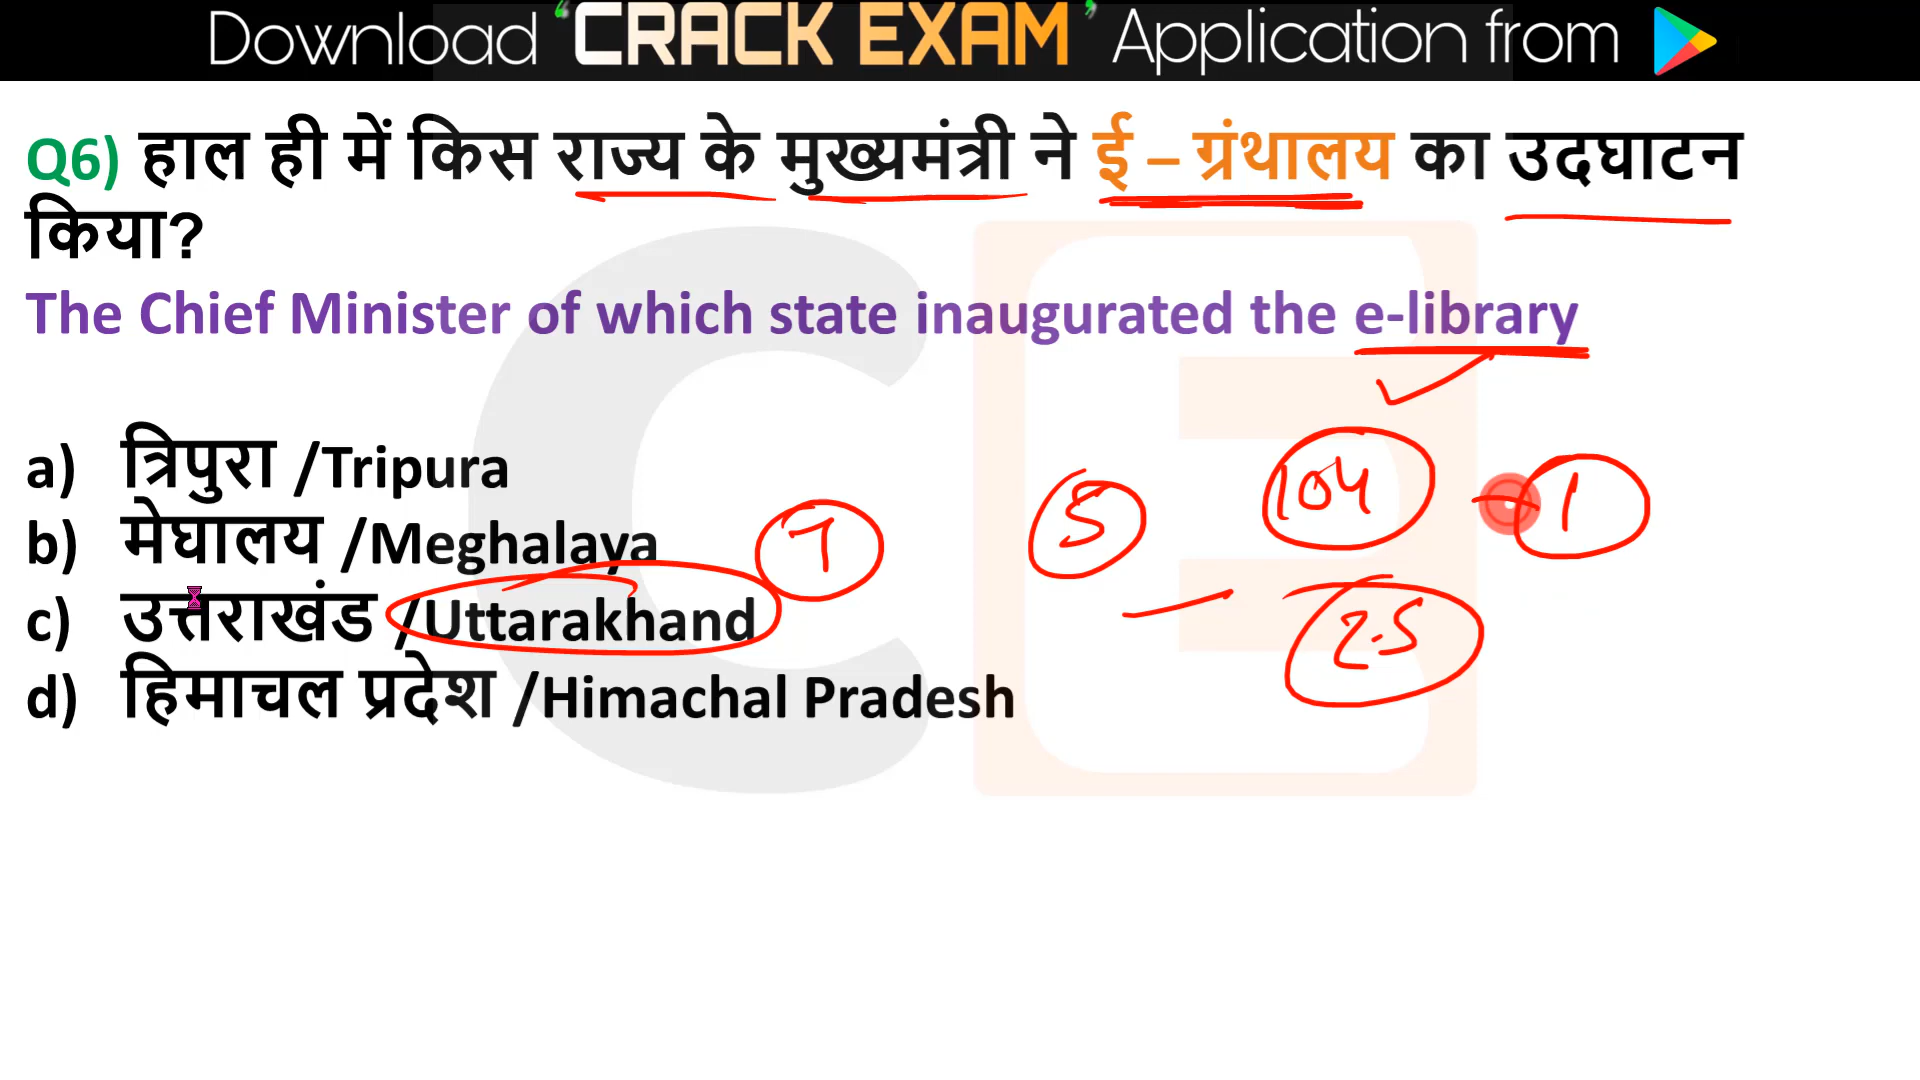 Download ‘CRACK EXAM’ Application from
Q6) हाल ही में किस राज्य के मुख्यमंत्री ने ई – ग्रंथालय का उदघाटन
किया?
The Chief Minister of which state inaugurated the e-library
a) त्रिपुरा /Tripura
b) मेघालय /Meghalaya
c) उत्तराखंड /Uttarakhand
d) हिमाचल प्रदेश /Himachal Pradesh
7
5
104
1
2.5
CE